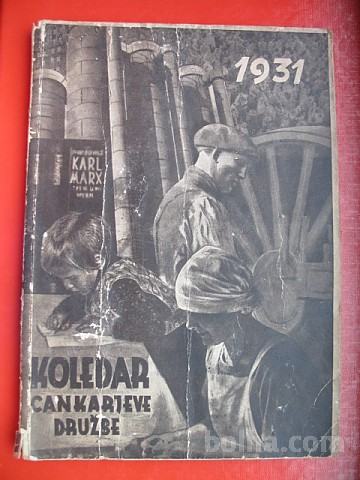 1931
KARL
MARX
KOLEDAR
CANKARJEVE
DRUŽBE
bolha.com